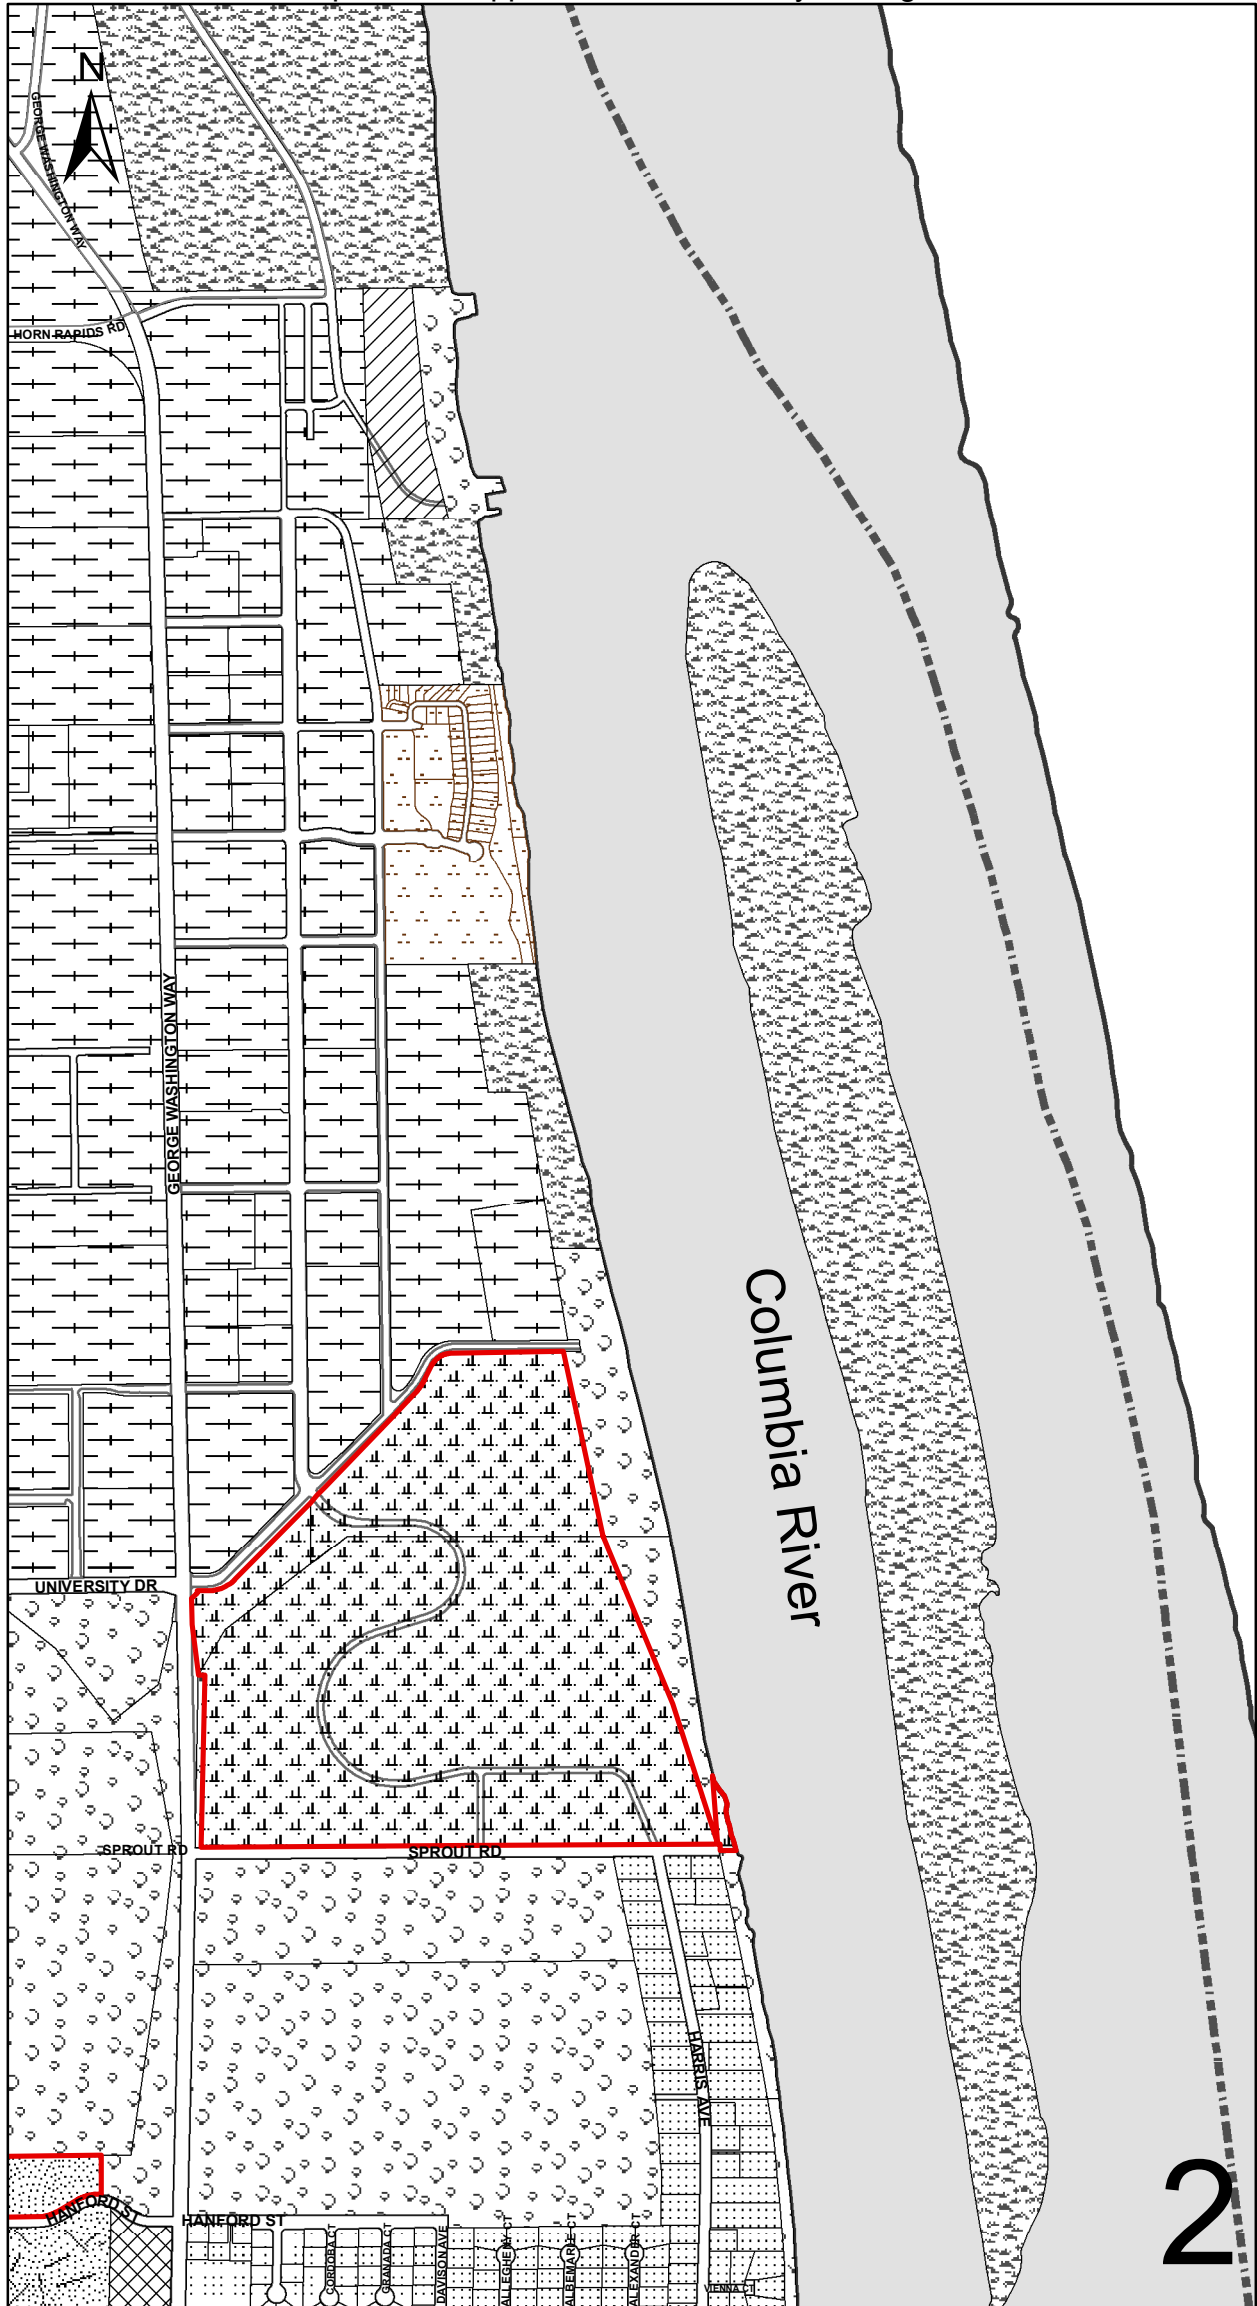 N
GEORGE WASHINGTON WAY
HORN RAPIDS RD
GEORGE WASHINGTON WAY
Columbia River
UNIVERSITY DR
SPROUT RD
SPROUT RD
HARRIS AVE
HANFORD ST
HANFORD ST
CORDOBA CT
GRANADA CT
DAVISON AVE
ALLEGHENY CT
ALBEMARLE CT
ALEXANDER CT
VIENNA CT
2